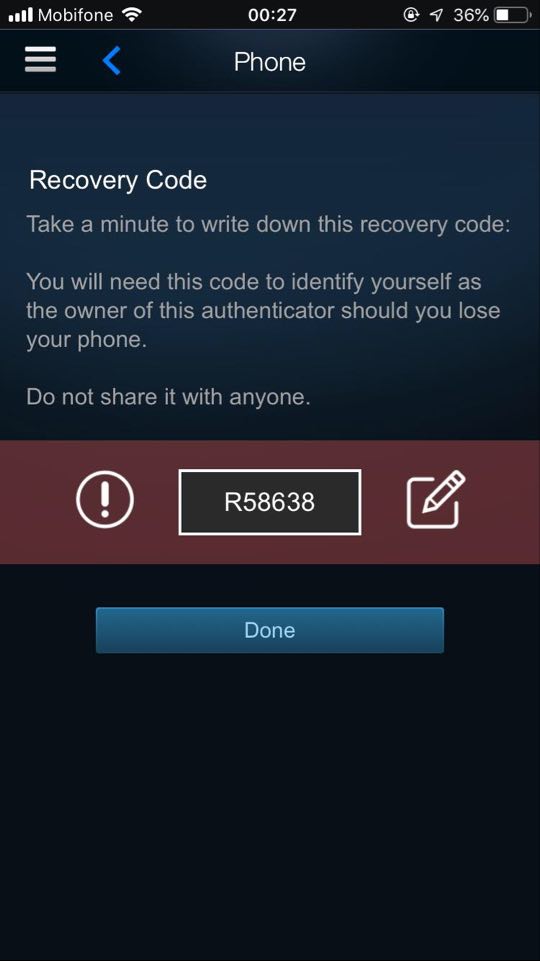 Mobifone 00:27 36%
Phone
Recovery Code
Take a minute to write down this recovery code:
You will need this code to identify yourself as
the owner of this authenticator should you lose
your phone.
Do not share it with anyone.
R58638
Done